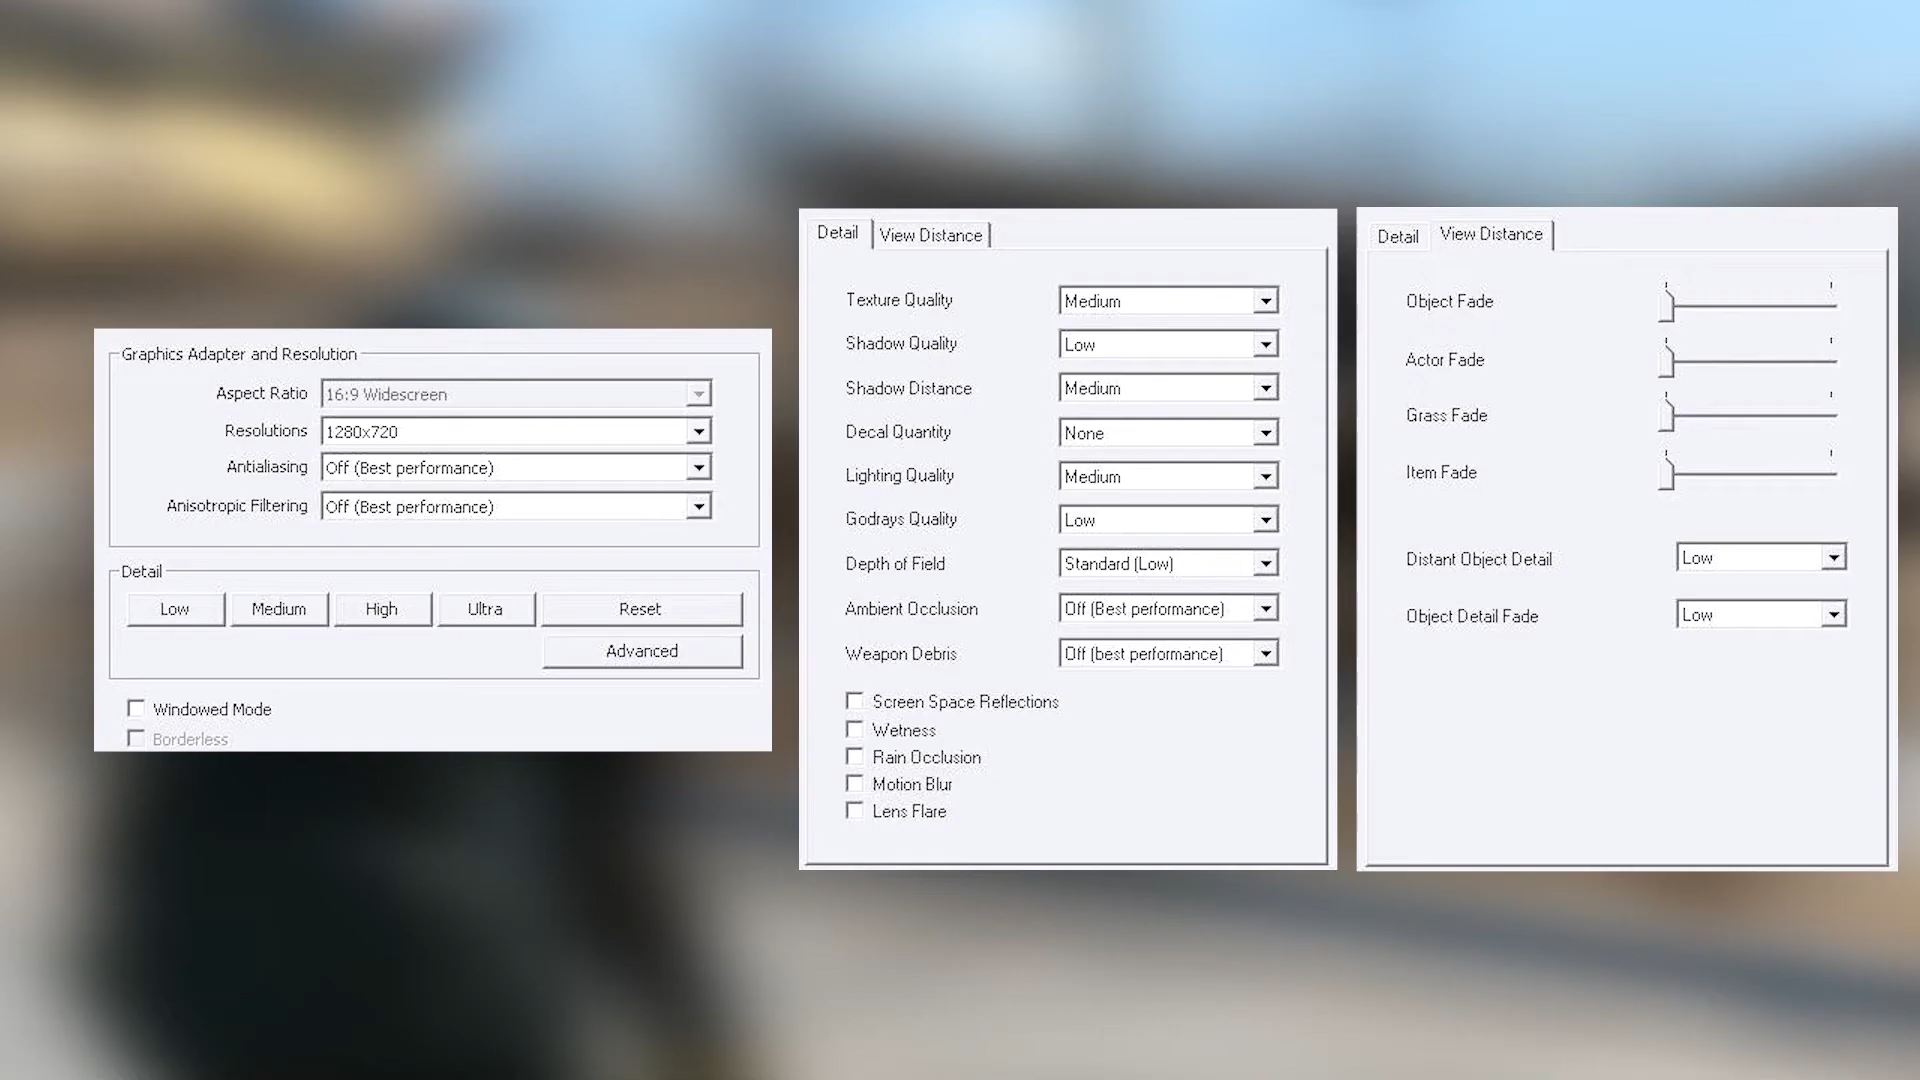 Graphics Adapter and Resolution
Aspect Ratio 16:9 Widescreen
Resolutions 1280x720
Antialiasing Off (Best performance)
Anisotropic Filtering Off (Best performance)
Detail
Low Medium High Ultra Reset
Advanced
Windowed Mode
Borderless
Detail View Distance
Texture Quality Medium
Shadow Quality Low
Shadow Distance Medium
Decal Quantity None
Lighting Quality Medium
Godrays Quality Low
Depth of Field Standard (Low)
Ambient Occlusion Off (Best performance)
Weapon Debris Off (best performance)
Screen Space Reflections
Wetness
Rain Occlusion
Motion Blur
Lens Flare
Detail View Distance
Object Fade
Actor Fade
Grass Fade
Item Fade
Distant Object Detail Low
Object Detail Fade Low